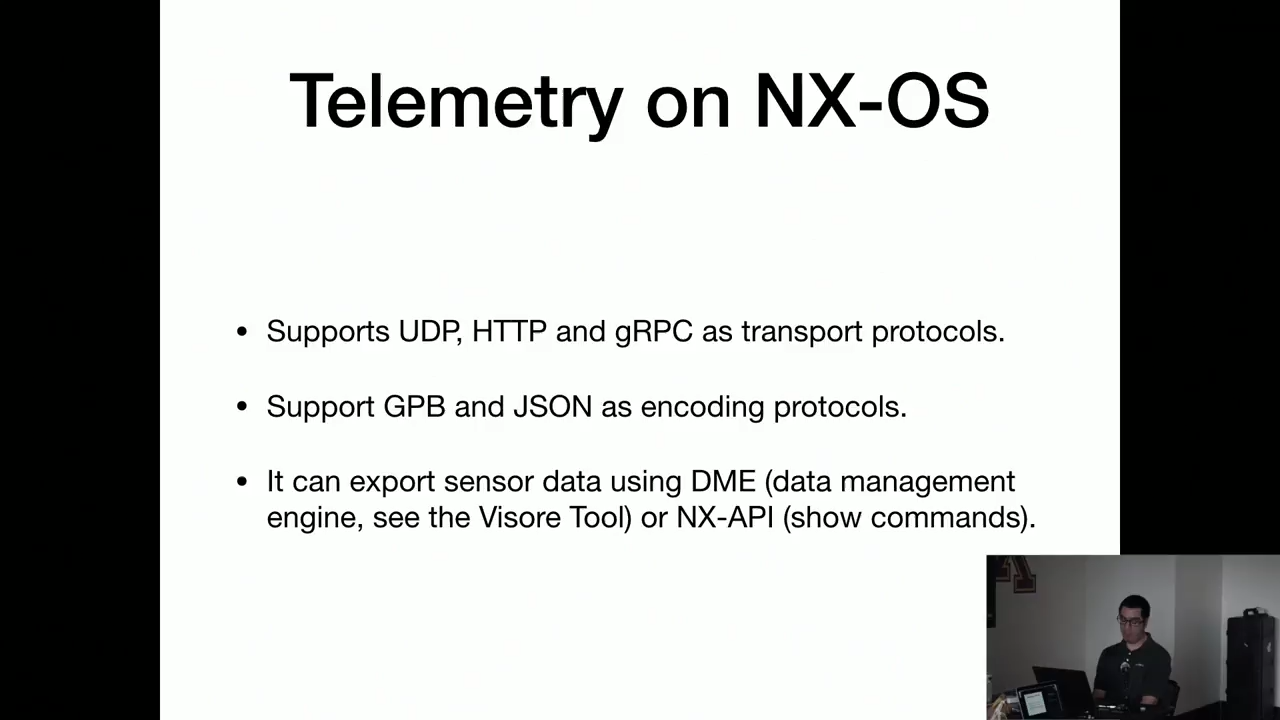 Telemetry on NX-OS
• Supports UDP, HTTP and gRPC as transport protocols.
• Support GPB and JSON as encoding protocols.
• It can export sensor data using DME (data management
engine, see the Visore Tool) or NX-API (show commands).